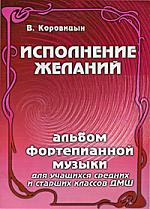 В. Коровицын
ИСПОЛНЕНИЕ
ЖЕЛАНИЙ
альбом
фортепианной
музыки
для учащихся средних
и старших классов ДМШ